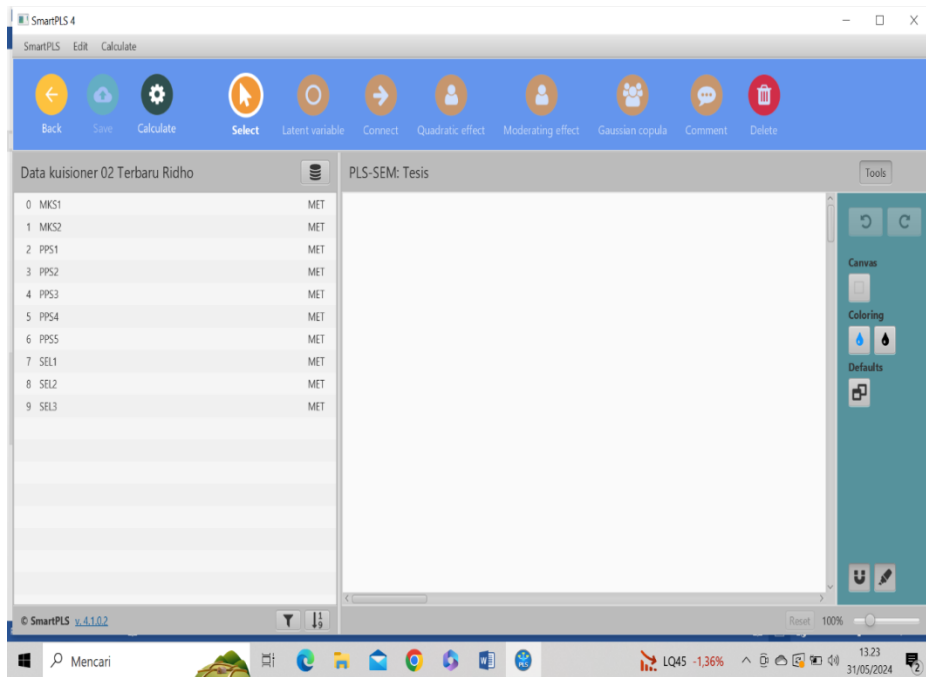 SmartPLS 4
SmartPLS Edit Calculate
Back Save Calculate Select Latent variable Connect Quadratic effect Moderating effect Gaussian copula Comment Delete
Data kuisioner 02 Terbaru Ridho
PLS-SEM: Tesis
Tools
0 MKS1 MET
1 MKS2 MET
2 PPS1 MET
3 PPS2 MET
4 PPS3 MET
5 PPS4 MET
6 PPS5 MET
7 SEL1 MET
8 SEL2 MET
9 SEL3 MET
Canvas
Coloring
Defaults
© SmartPLS v. 4.1.0.2
Reset 100%
Mencari
LQ45 -1,36%
13.23
31/05/2024